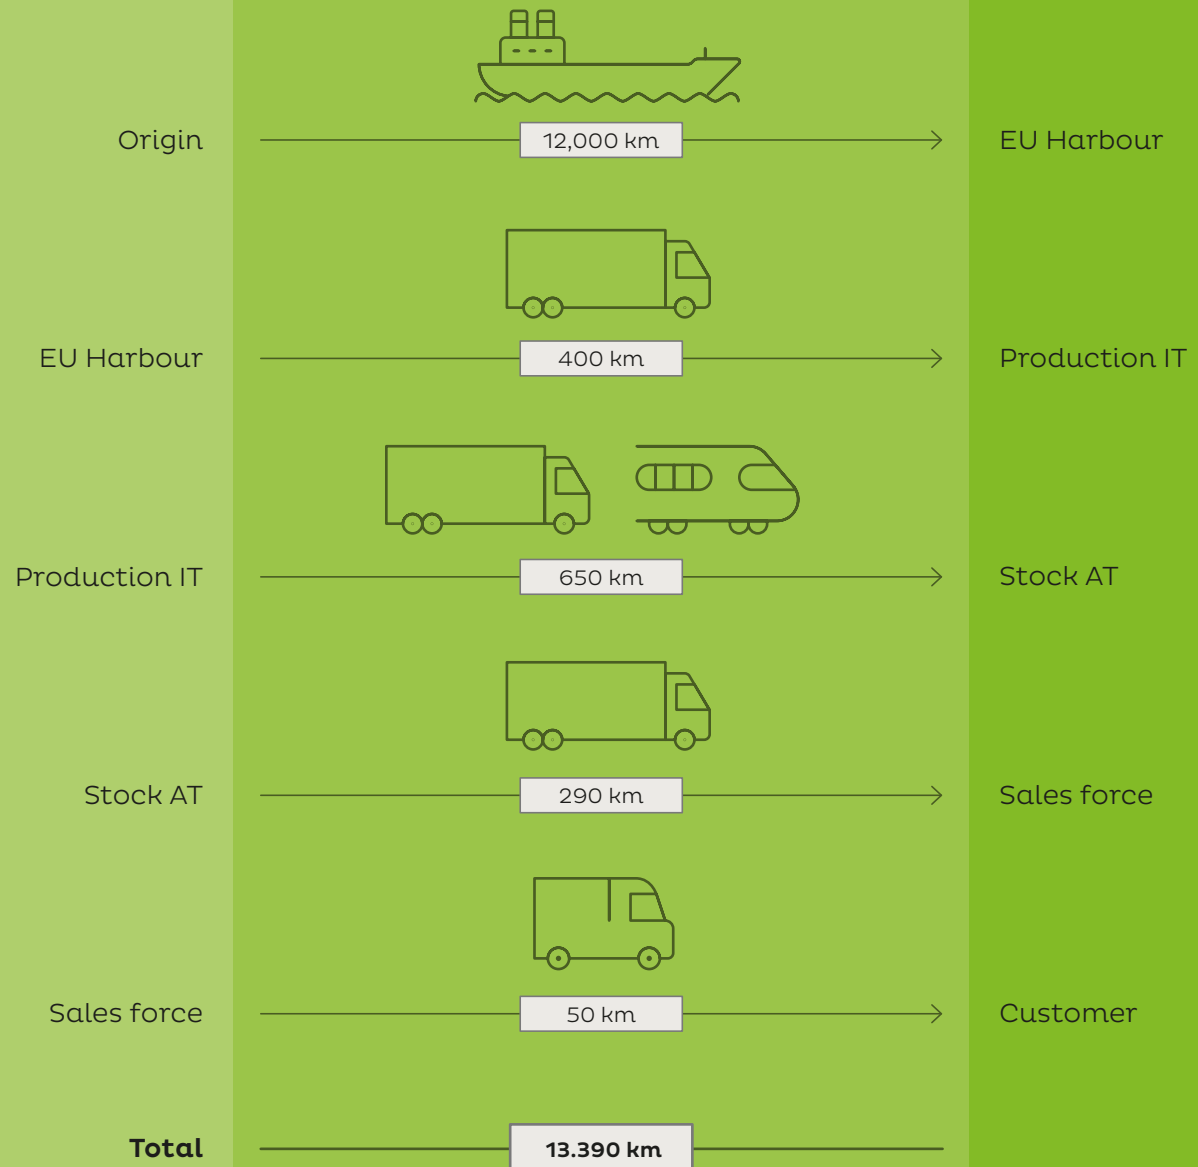 Origin 12,000 km EU Harbour
EU Harbour 400 km Production IT
Production IT 650 km Stock AT
Stock AT 290 km Sales force
Sales force 50 km Customer
Total 13.390 km